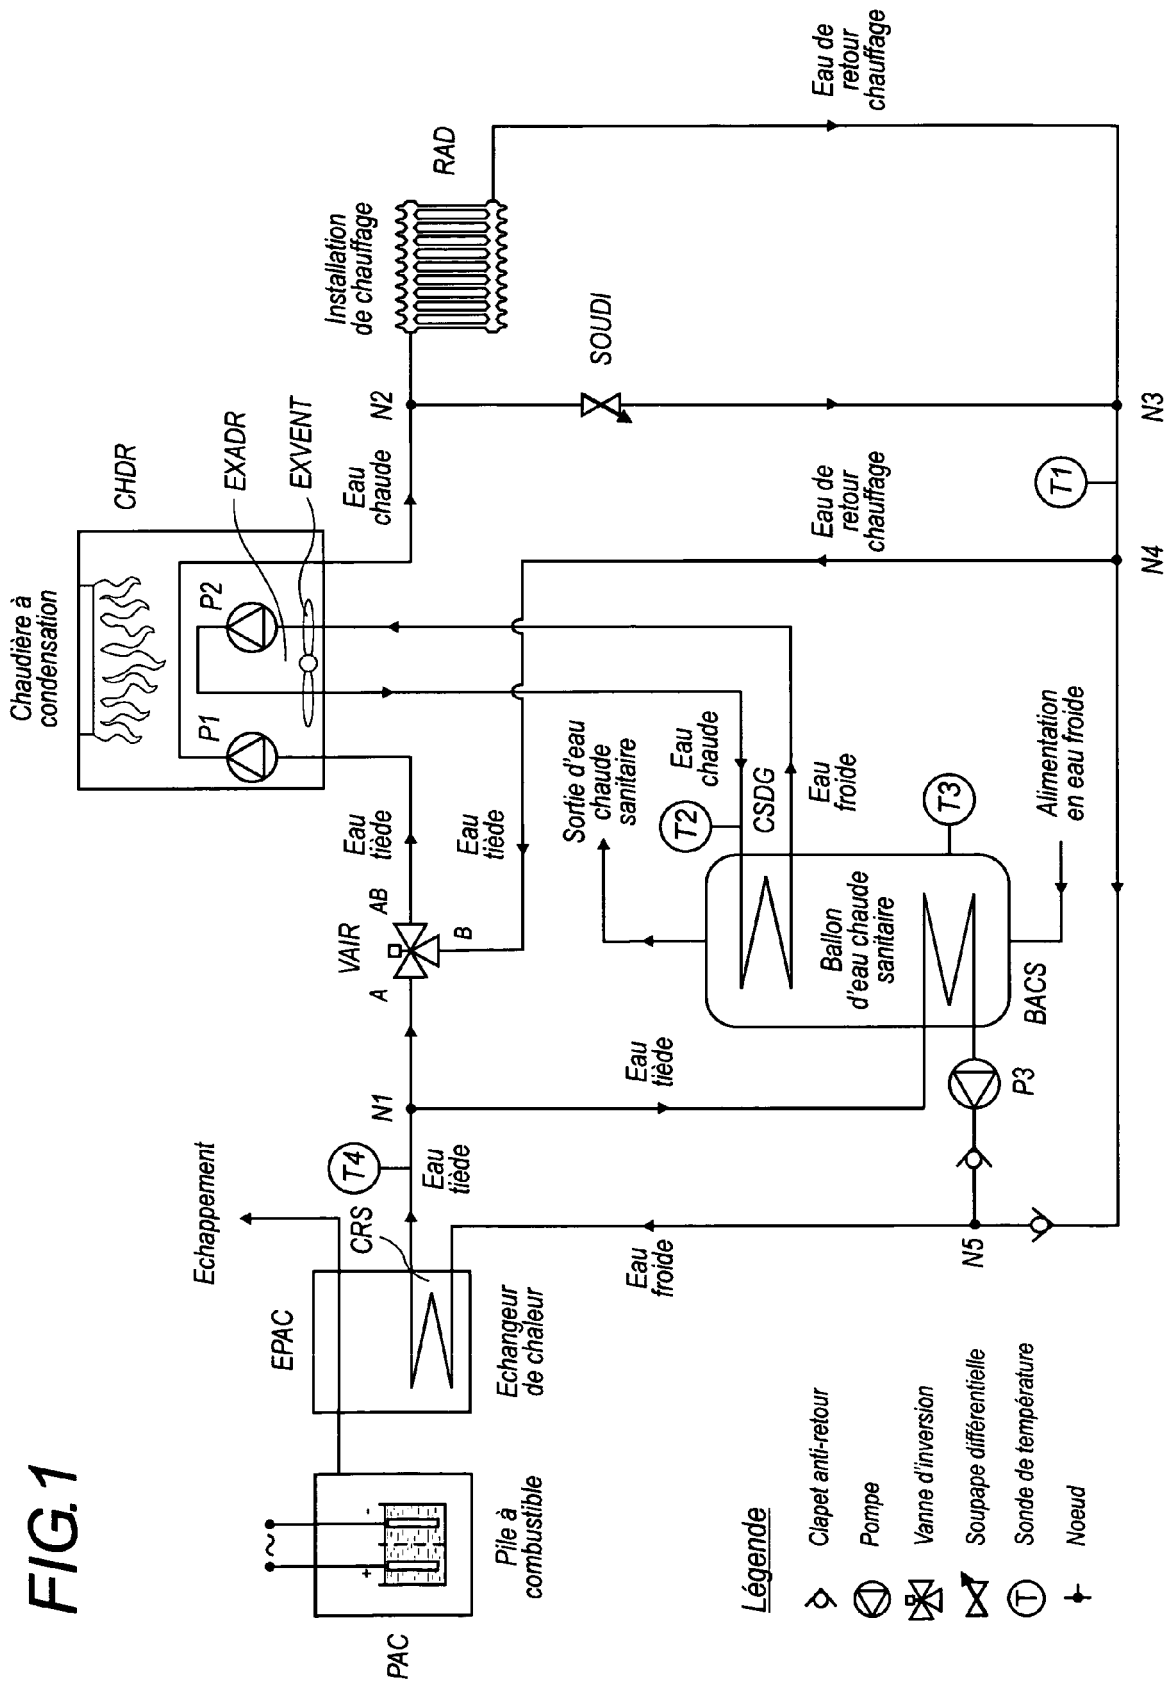 FIG.1
Chaudière à
condensation
CHDR
EXADR
EXVENT
P1
P2
Echappement
EPAC
CRS
T4
N1
Eau
tiède
A
VAIR
AB
B
Eau
tiède
Eau
tiède
Eau
chaude
N2
Installation
de chauffage
RAD
PAC
Pile à
combustible
+
-
~
Echangeur
de chaleur
Eau
froide
Eau
tiède
Sortie d'eau
chaude
sanitaire
T2
Eau
chaude
CSDG
Eau
froide
SOUDI
Eau de
retour
chauffage
Eau de
retour
chauffage
Ballon
d'eau chaude
sanitaire
T3
BACS
P3
N5
Alimentation
en eau froide
T1
N4
N3
Légende
Clapet anti-retour
Pompe
Vanne d'inversion
Soupape différentielle
T
Sonde de température
Noeud